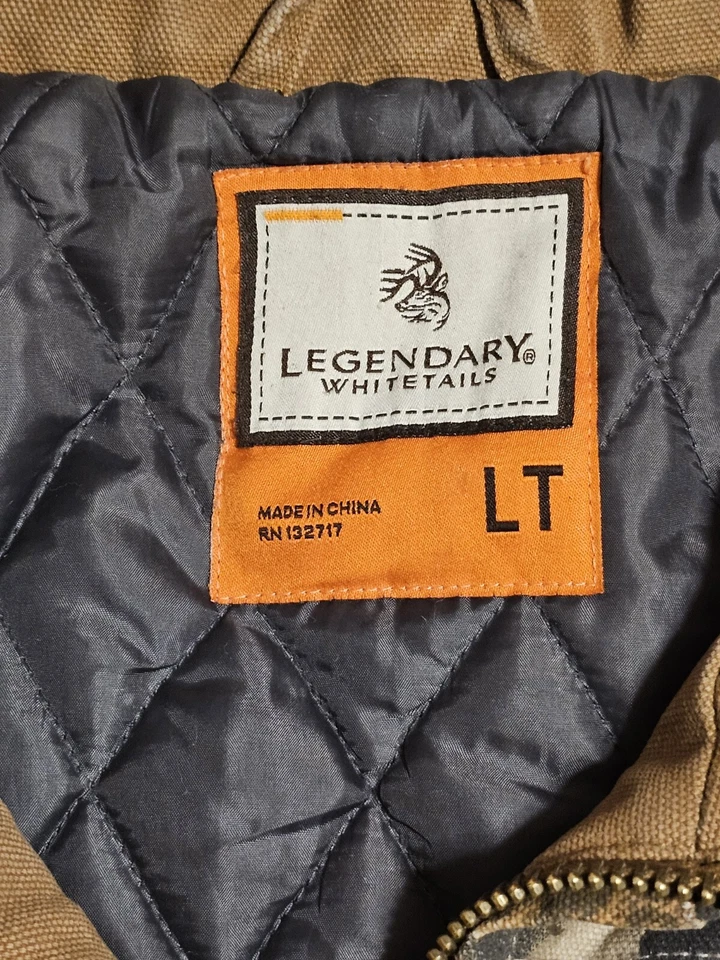 LEGENDARY®
WHITETAILS
MADE IN CHINA
RN 132717
LT